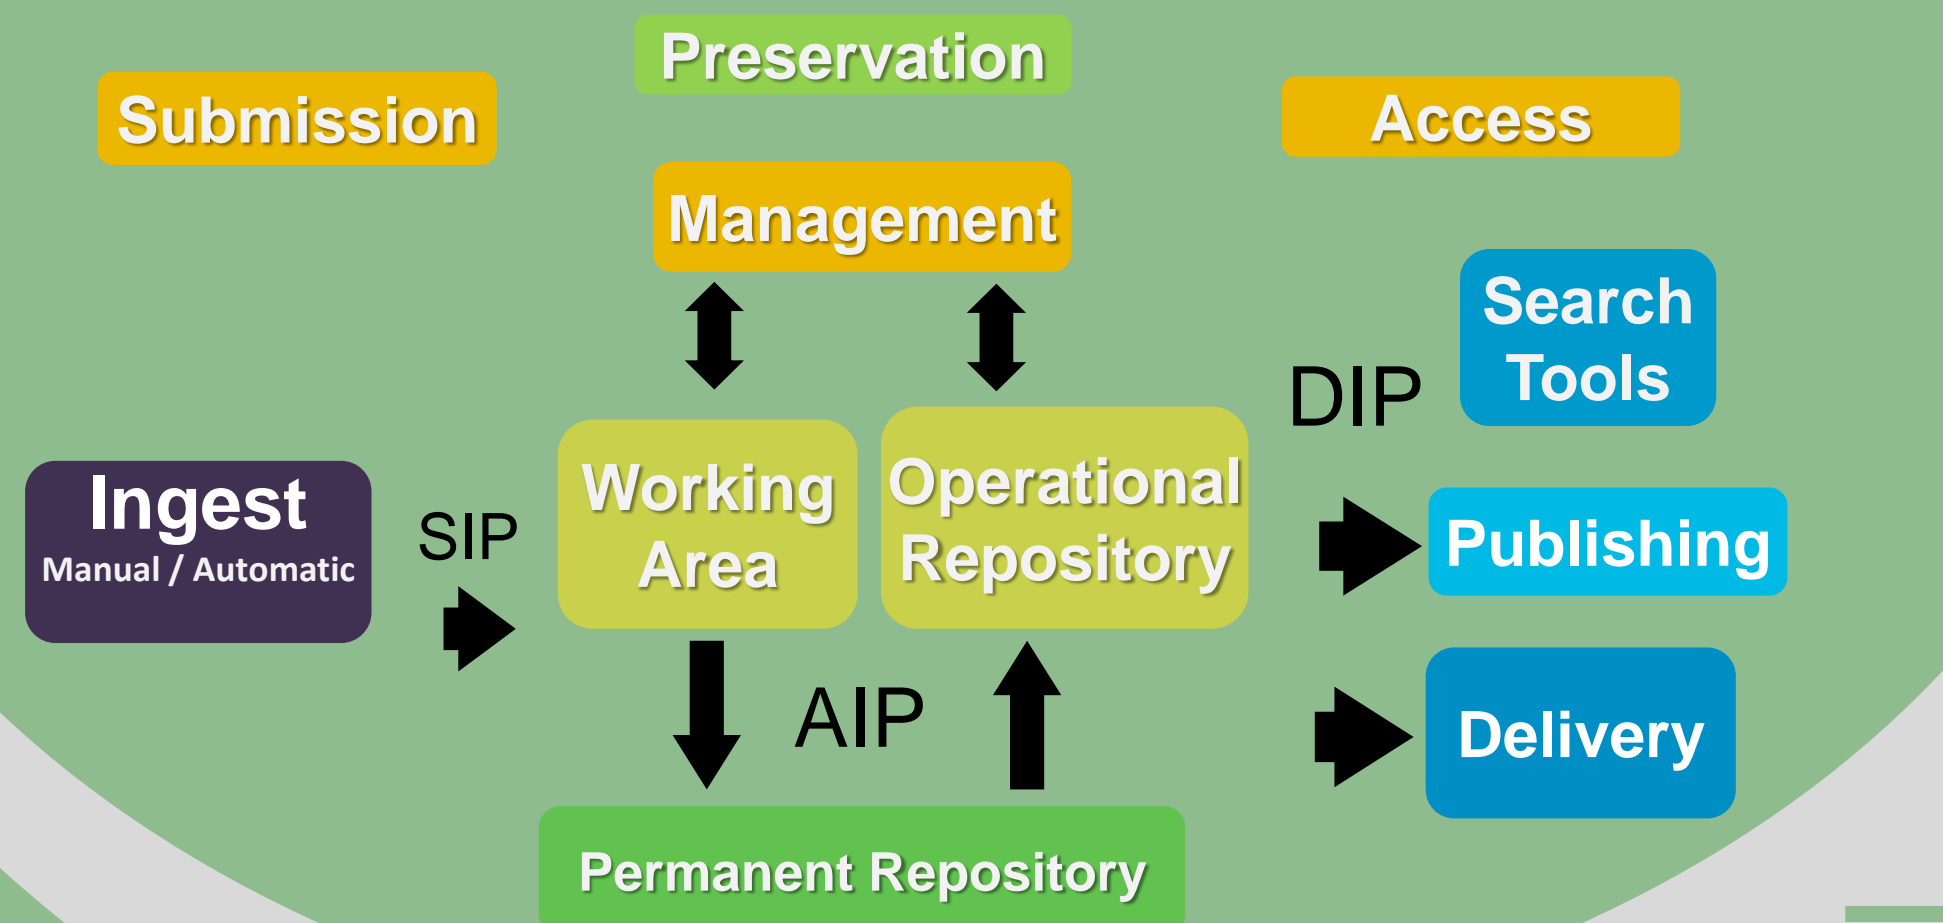 Preservation
Submission
Access
Management
Search
Tools
DIP
Ingest
Manual / Automatic
SIP
Working
Area
Operational
Repository
Publishing
AIP
Delivery
Permanent Repository